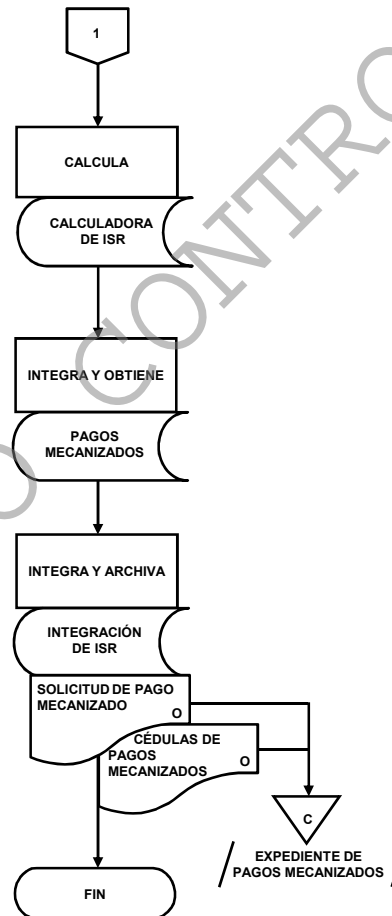 1
CALCULA
CALCULADORA
DE ISR
INTEGRA Y OBTIENE
PAGOS
MECANIZADOS
INTEGRA Y ARCHIVA
INTEGRACIÓN
DE ISR
SOLICITUD DE PAGO
MECANIZADO
O
CÉDULAS DE
PAGOS
MECANIZADOS
O
C
EXPEDIENTE DE
PAGOS MECANIZADOS
FIN